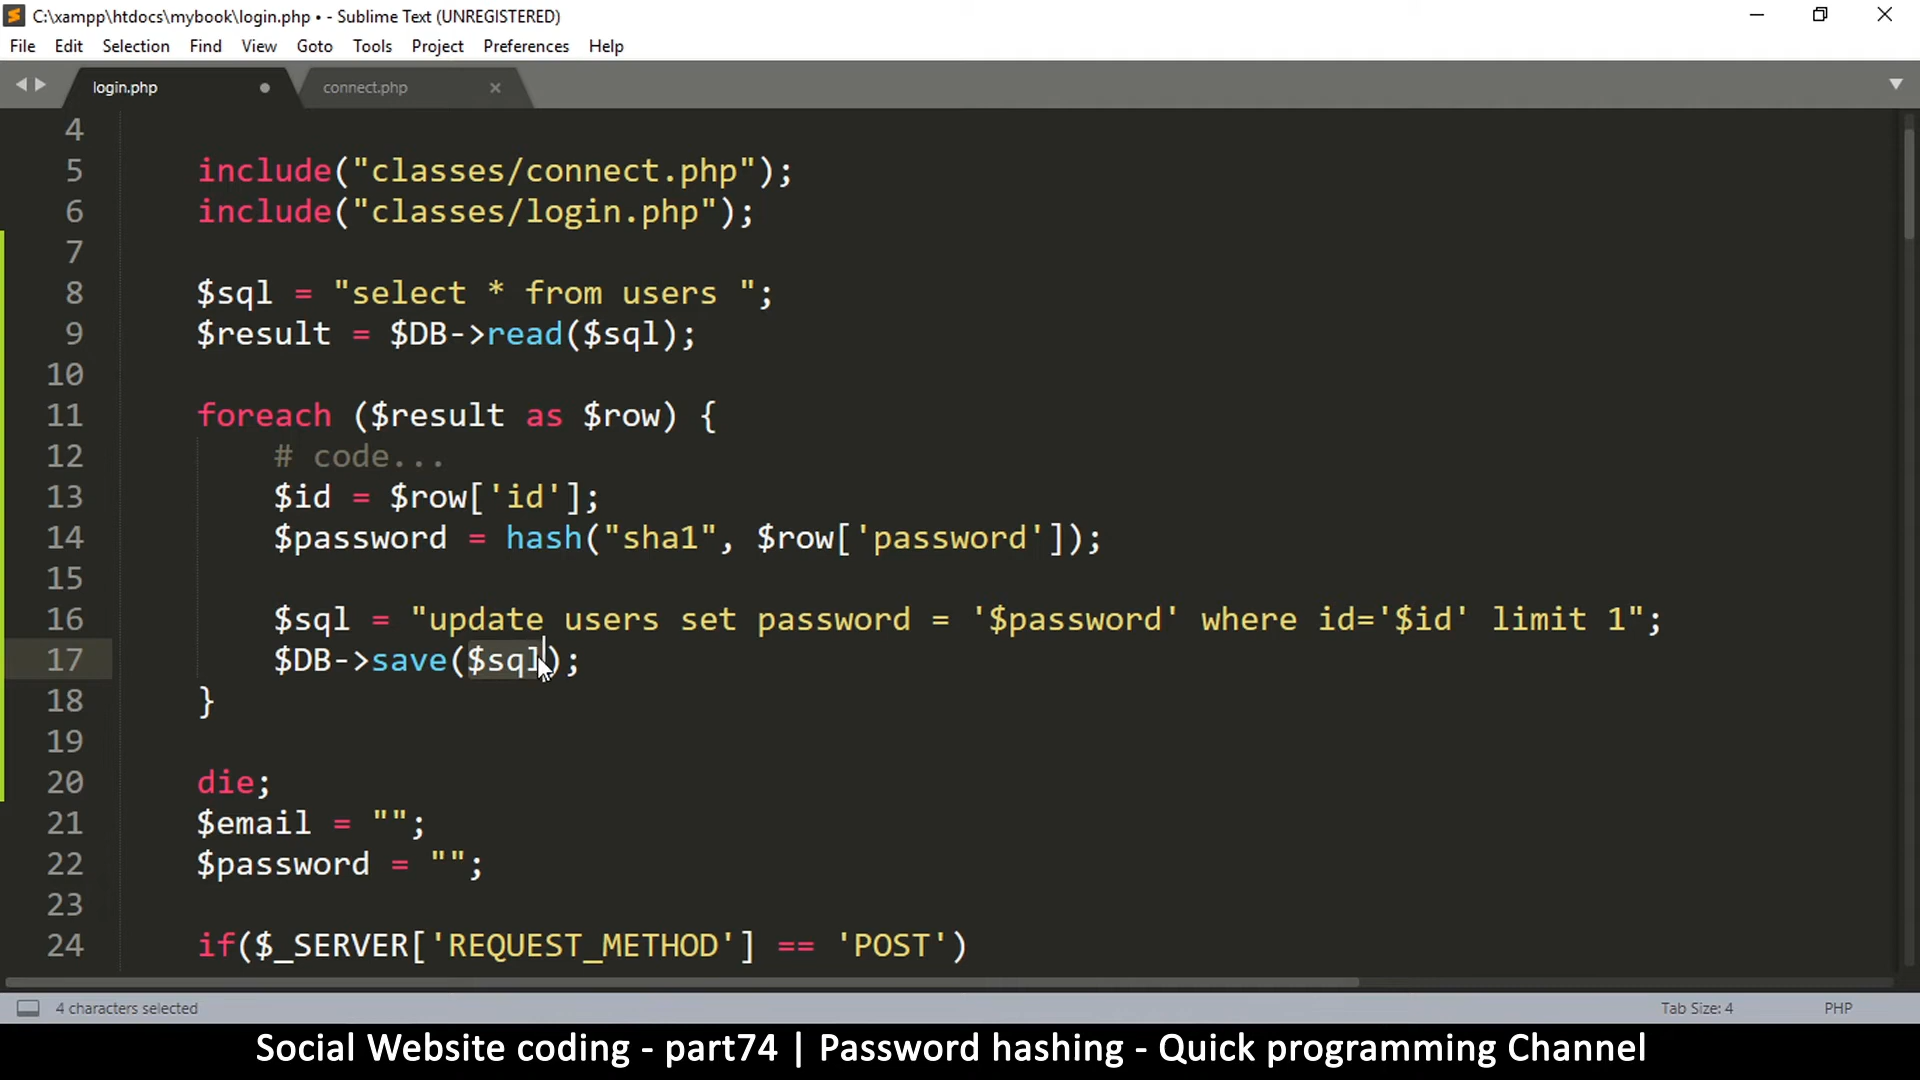 C:\xampp\htdocs\mybook\login.php • - Sublime Text (UNREGISTERED)
File Edit Selection Find View Goto Tools Project Preferences Help
login.php connect.php
4
5 include("classes/connect.php");
6 include("classes/login.php");
7
8 $sql = "select * from users ";
9 $result = $DB->read($sql);
10
11 foreach ($result as $row) {
12 # code...
13 $id = $row['id'];
14 $password = hash("sha1", $row['password']);
15
16 $sql = "update users set password = '$password' where id='$id' limit 1";
17 $DB->save($sql);
18 }
19
20 die;
21 $email = "";
22 $password = "";
23
24 if($_SERVER['REQUEST_METHOD'] == 'POST')
4 characters selected Tab Size: 4 PHP
Social Website coding - part74 | Password hashing - Quick programming Channel